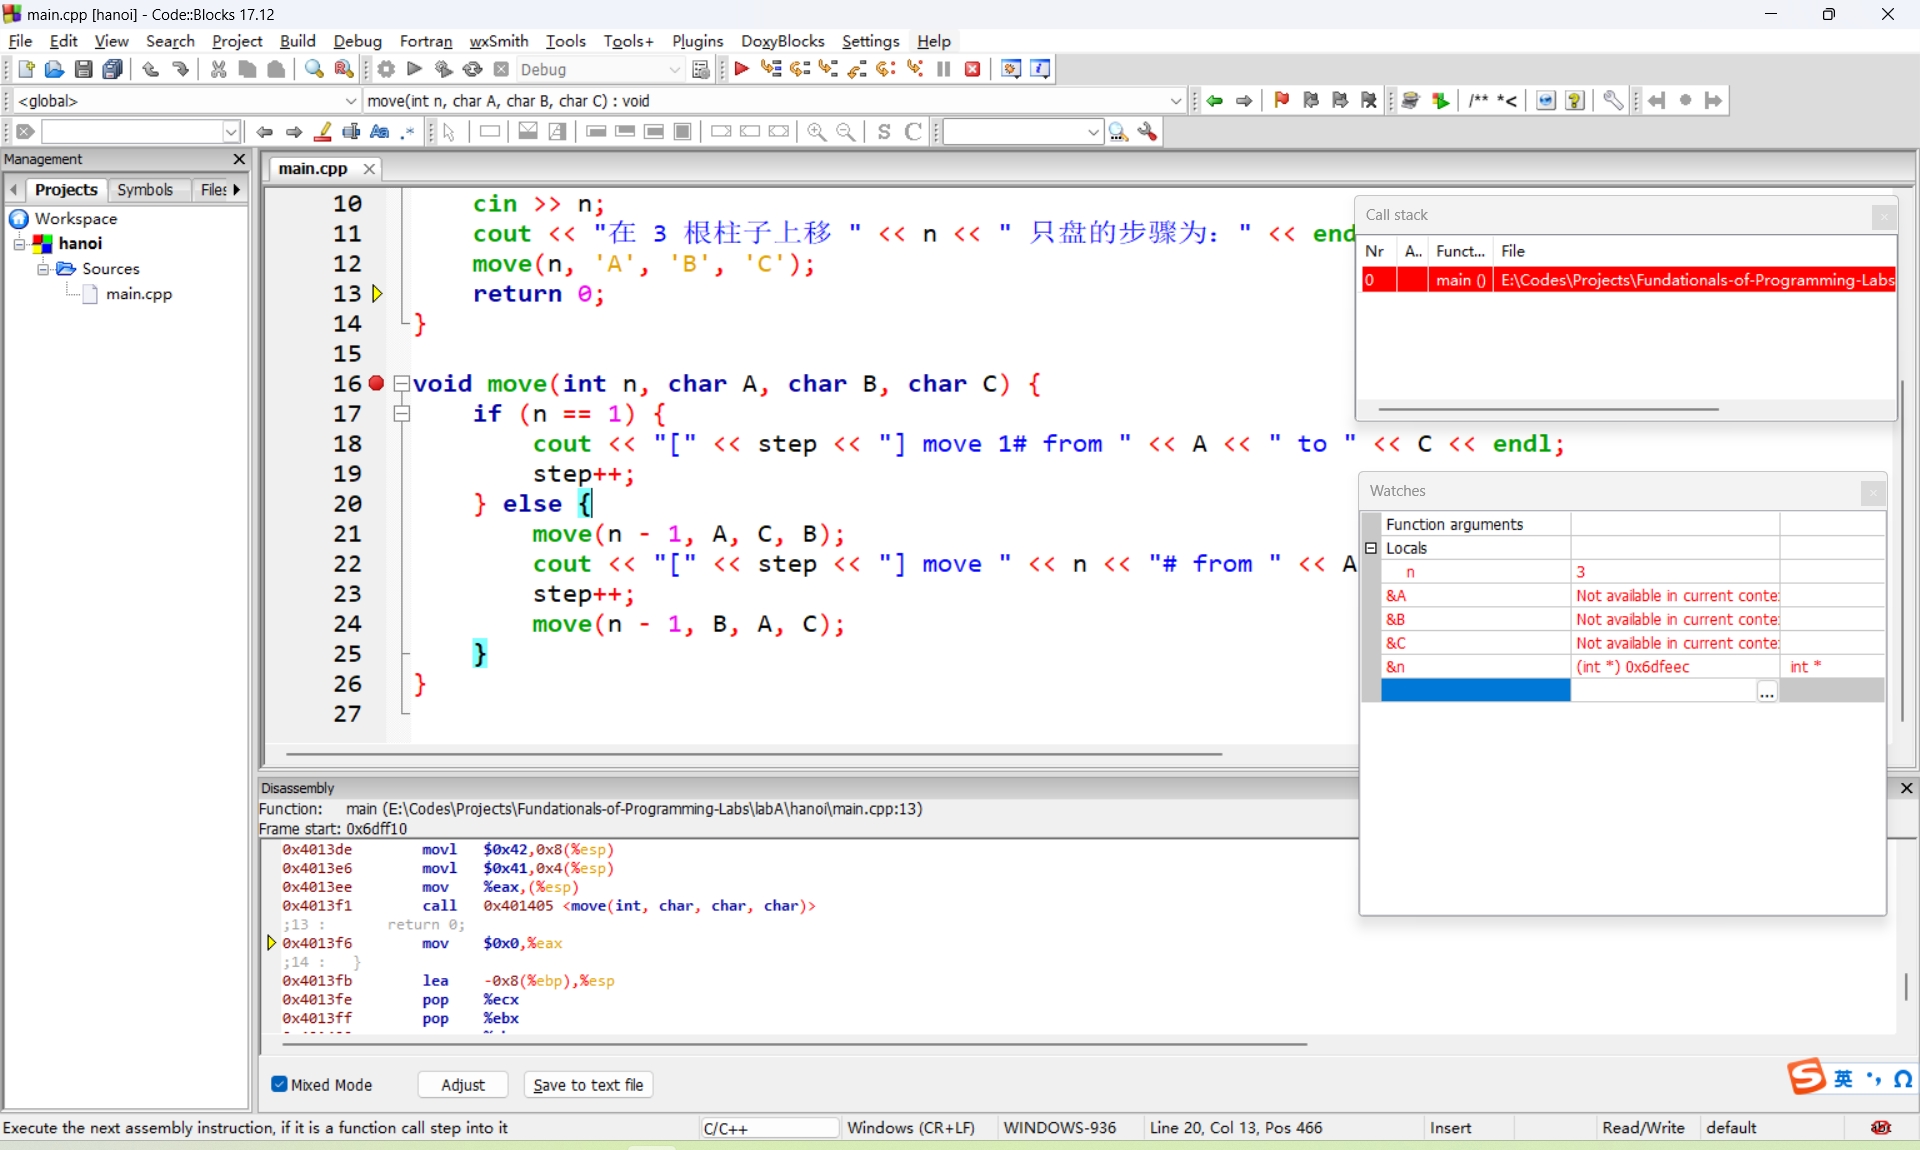 main.cpp [hanoi] - Code::Blocks 17.12
File Edit View Search Project Build Debug Fortran wxSmith Tools Tools+ Plugins DoxyBlocks Settings Help
Debug
<global>
move(int n, char A, char B, char C) : void
/** *<
Management
Projects Symbols Files
Workspace
hanoi
Sources
main.cpp
main.cpp
10 cin >> n;
11 cout << "在 3 根柱子上移 " << n << " 只盘的步骤为: " << end
12 move(n, 'A', 'B', 'C');
13 return 0;
14 }
15
16 void move(int n, char A, char B, char C) {
17 if (n == 1) {
18 cout << "[" << step << "] move 1# from " << A << " to " << C << endl;
19 step++;
20 } else {
21 move(n - 1, A, C, B);
22 cout << "[" << step << "] move " << n << "# from " << A
23 step++;
24 move(n - 1, B, A, C);
25 }
26 }
27
Call stack
Nr A.. Funct... File
0 main () E:\Codes\Projects\Fundationals-of-Programming-Labs
Watches
Function arguments
Locals
n 3
&A Not available in current conte
&B Not available in current conte
&C Not available in current conte
&n (int *) 0x6dfeec int *
...
Disassembly
Function: main (E:\Codes\Projects\Fundationals-of-Programming-Labs\labA\hanoi\main.cpp:13)
Frame start: 0x6dff10
0x4013de movl $0x42,0x8(%esp)
0x4013e6 movl $0x41,0x4(%esp)
0x4013ee mov %eax,(%esp)
0x4013f1 call 0x401405 <move(int, char, char, char)>
;13 : return 0;
0x4013f6 mov $0x0,%eax
;14 : }
0x4013fb lea -0x8(%ebp),%esp
0x4013fe pop %ecx
0x4013ff pop %ebx
Mixed Mode Adjust Save to text file
英
Execute the next assembly instruction, if it is a function call step into it
C/C++ Windows (CR+LF) WINDOWS-936 Line 20, Col 13, Pos 466 Insert Read/Write default